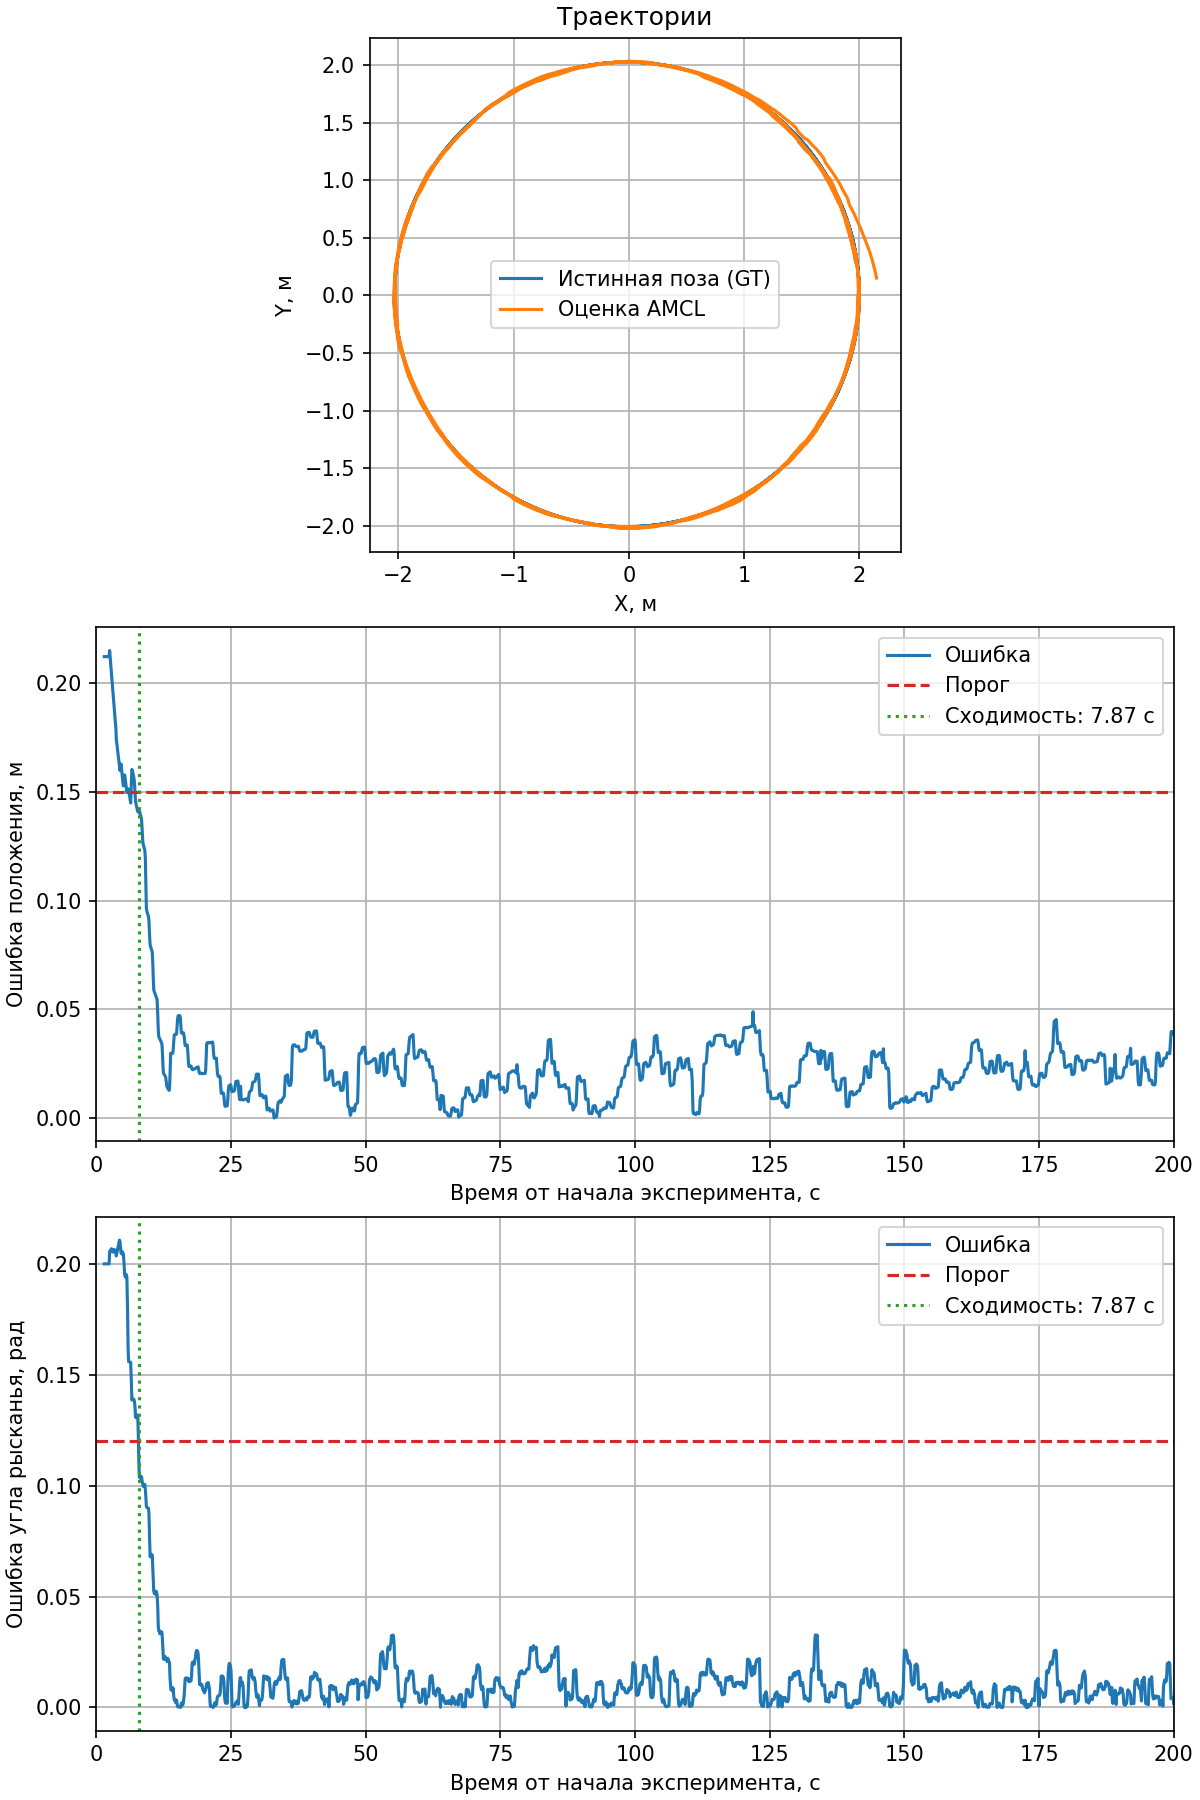 Траектории
2.0
1.5
1.0
0.5
0.0
−0.5
−1.0
−1.5
−2.0
Y, м
Истинная поза (GT)
Оценка AMCL
−2 −1 0 1 2
X, м
Ошибка
Порог
Сходимость: 7.87 с
0.20
0.15
0.10
0.05
0.00
Ошибка положения, м
0 25 50 75 100 125 150 175 200
Время от начала эксперимента, с
Ошибка
Порог
Сходимость: 7.87 с
0.20
0.15
0.10
0.05
0.00
Ошибка угла рысканья, рад
0 25 50 75 100 125 150 175 200
Время от начала эксперимента, с